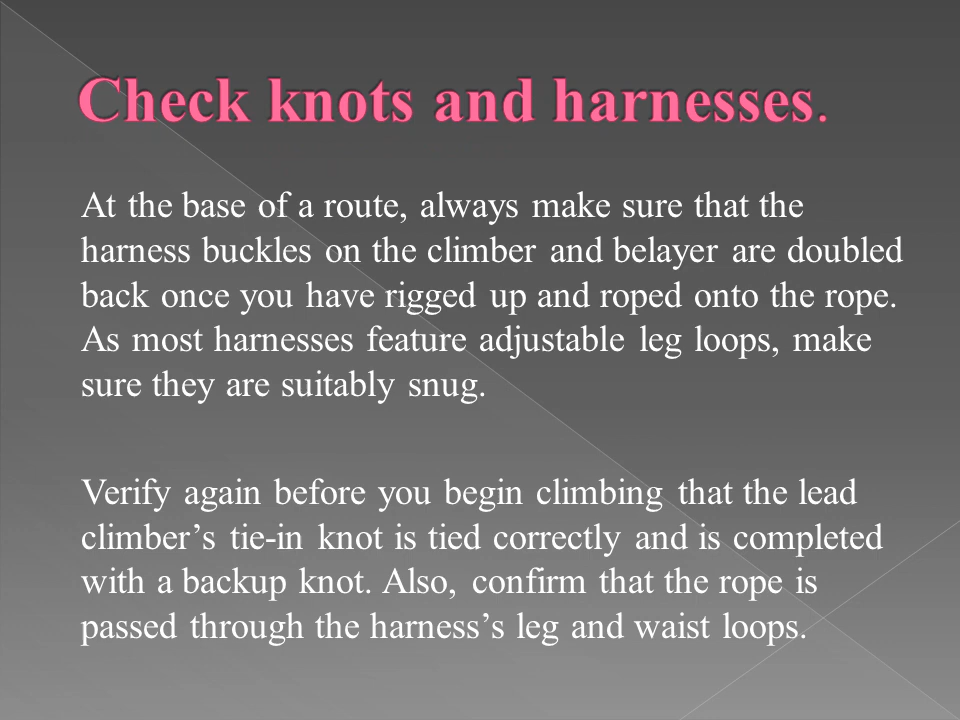 Check knots and harnesses.
At the base of a route, always make sure that the
harness buckles on the climber and belayer are doubled
back once you have rigged up and roped onto the rope.
As most harnesses feature adjustable leg loops, make
sure they are suitably snug.
Verify again before you begin climbing that the lead
climber’s tie-in knot is tied correctly and is completed
with a backup knot. Also, confirm that the rope is
passed through the harness’s leg and waist loops.